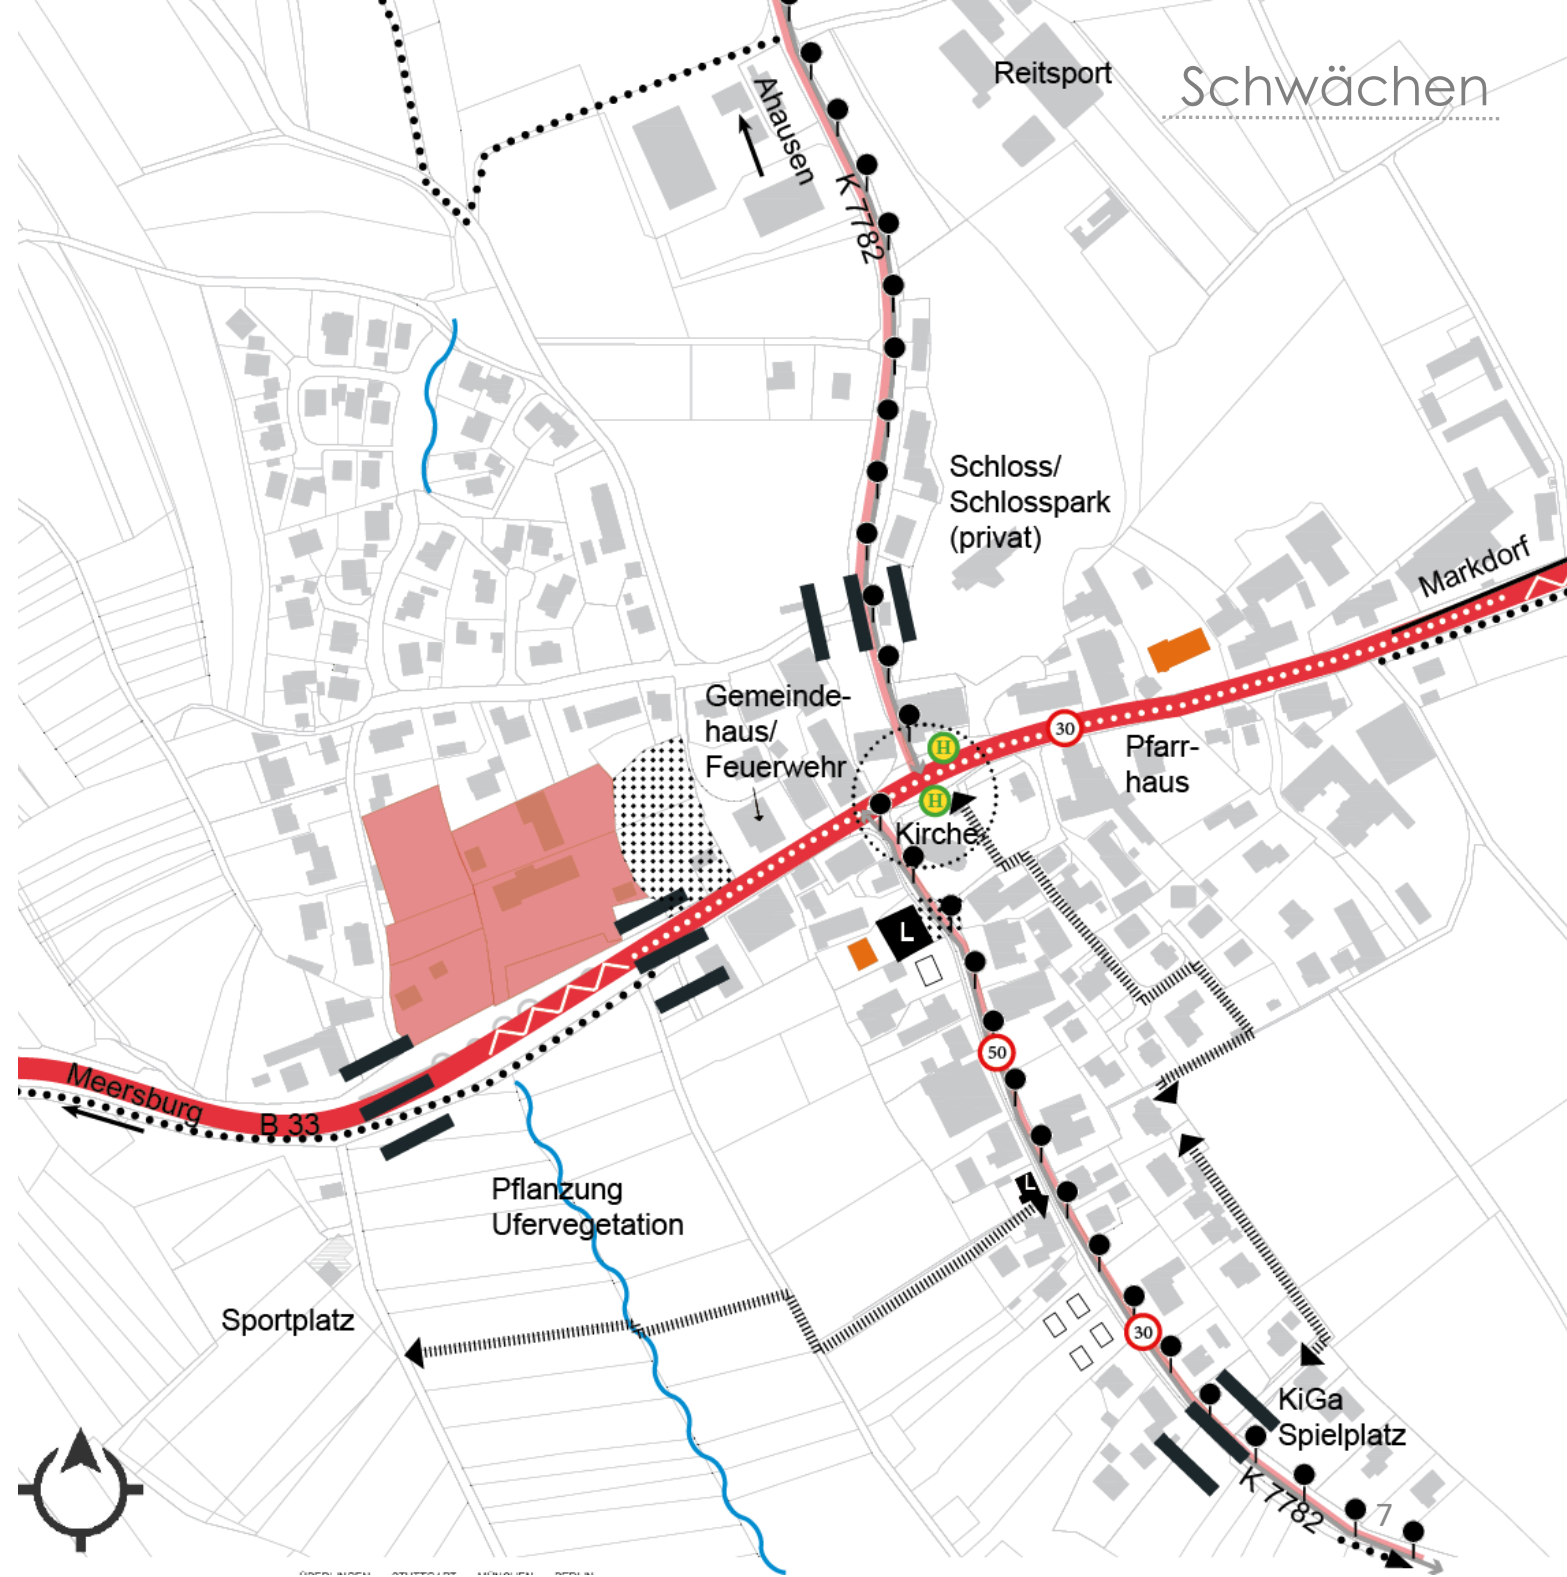 Reitsport
Schwächen
Ahausen
K 7782
Schloss/
Schlosspark
(privat)
Markdorf
Gemeinde-
haus/
Feuerwehr
H
30
Pfarr-
haus
H
Kirche
L
50
Meersburg
B 33
Pflanzung
Ufervegetation
L
Sportplatz
30
KiGa
Spielplatz
K 7782
7